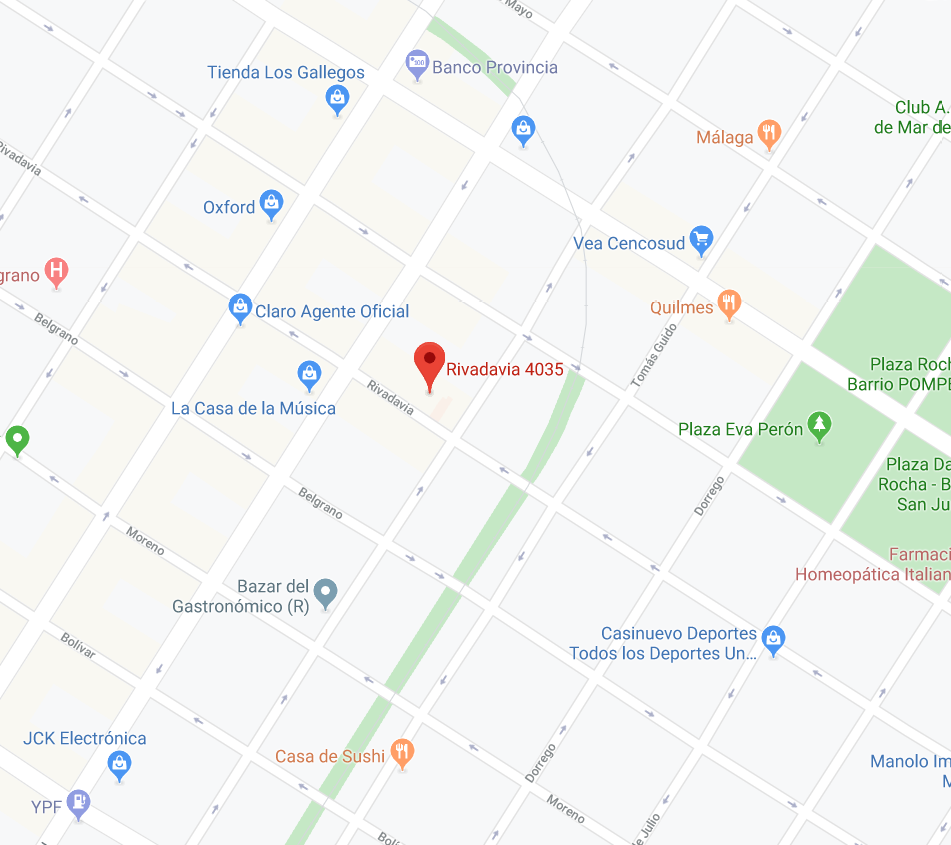 Mayo
Tienda Los Gallegos
Banco Provincia
Club A.
de Mar de
Málaga
Rivadavia
Oxford
Vea Cencosud
grano
Quilmes
Claro Agente Oficial
Belgrano
Tomás Guido
Rivadavia 4035
Plaza Roch
Barrio POMPE
Rivadavia
La Casa de la Música
Plaza Eva Perón
Plaza Da
Rocha - B
San Ju
Dorrego
Belgrano
Moreno
Farmaci
Homeopática Italian
Bazar del
Gastronómico (R)
Casinuevo Deportes
Todos los Deportes Un...
Bolívar
JCK Electrónica
Casa de Sushi
Dorrego
Manolo Im
M
YPF
Moreno
de Julio
Bolí